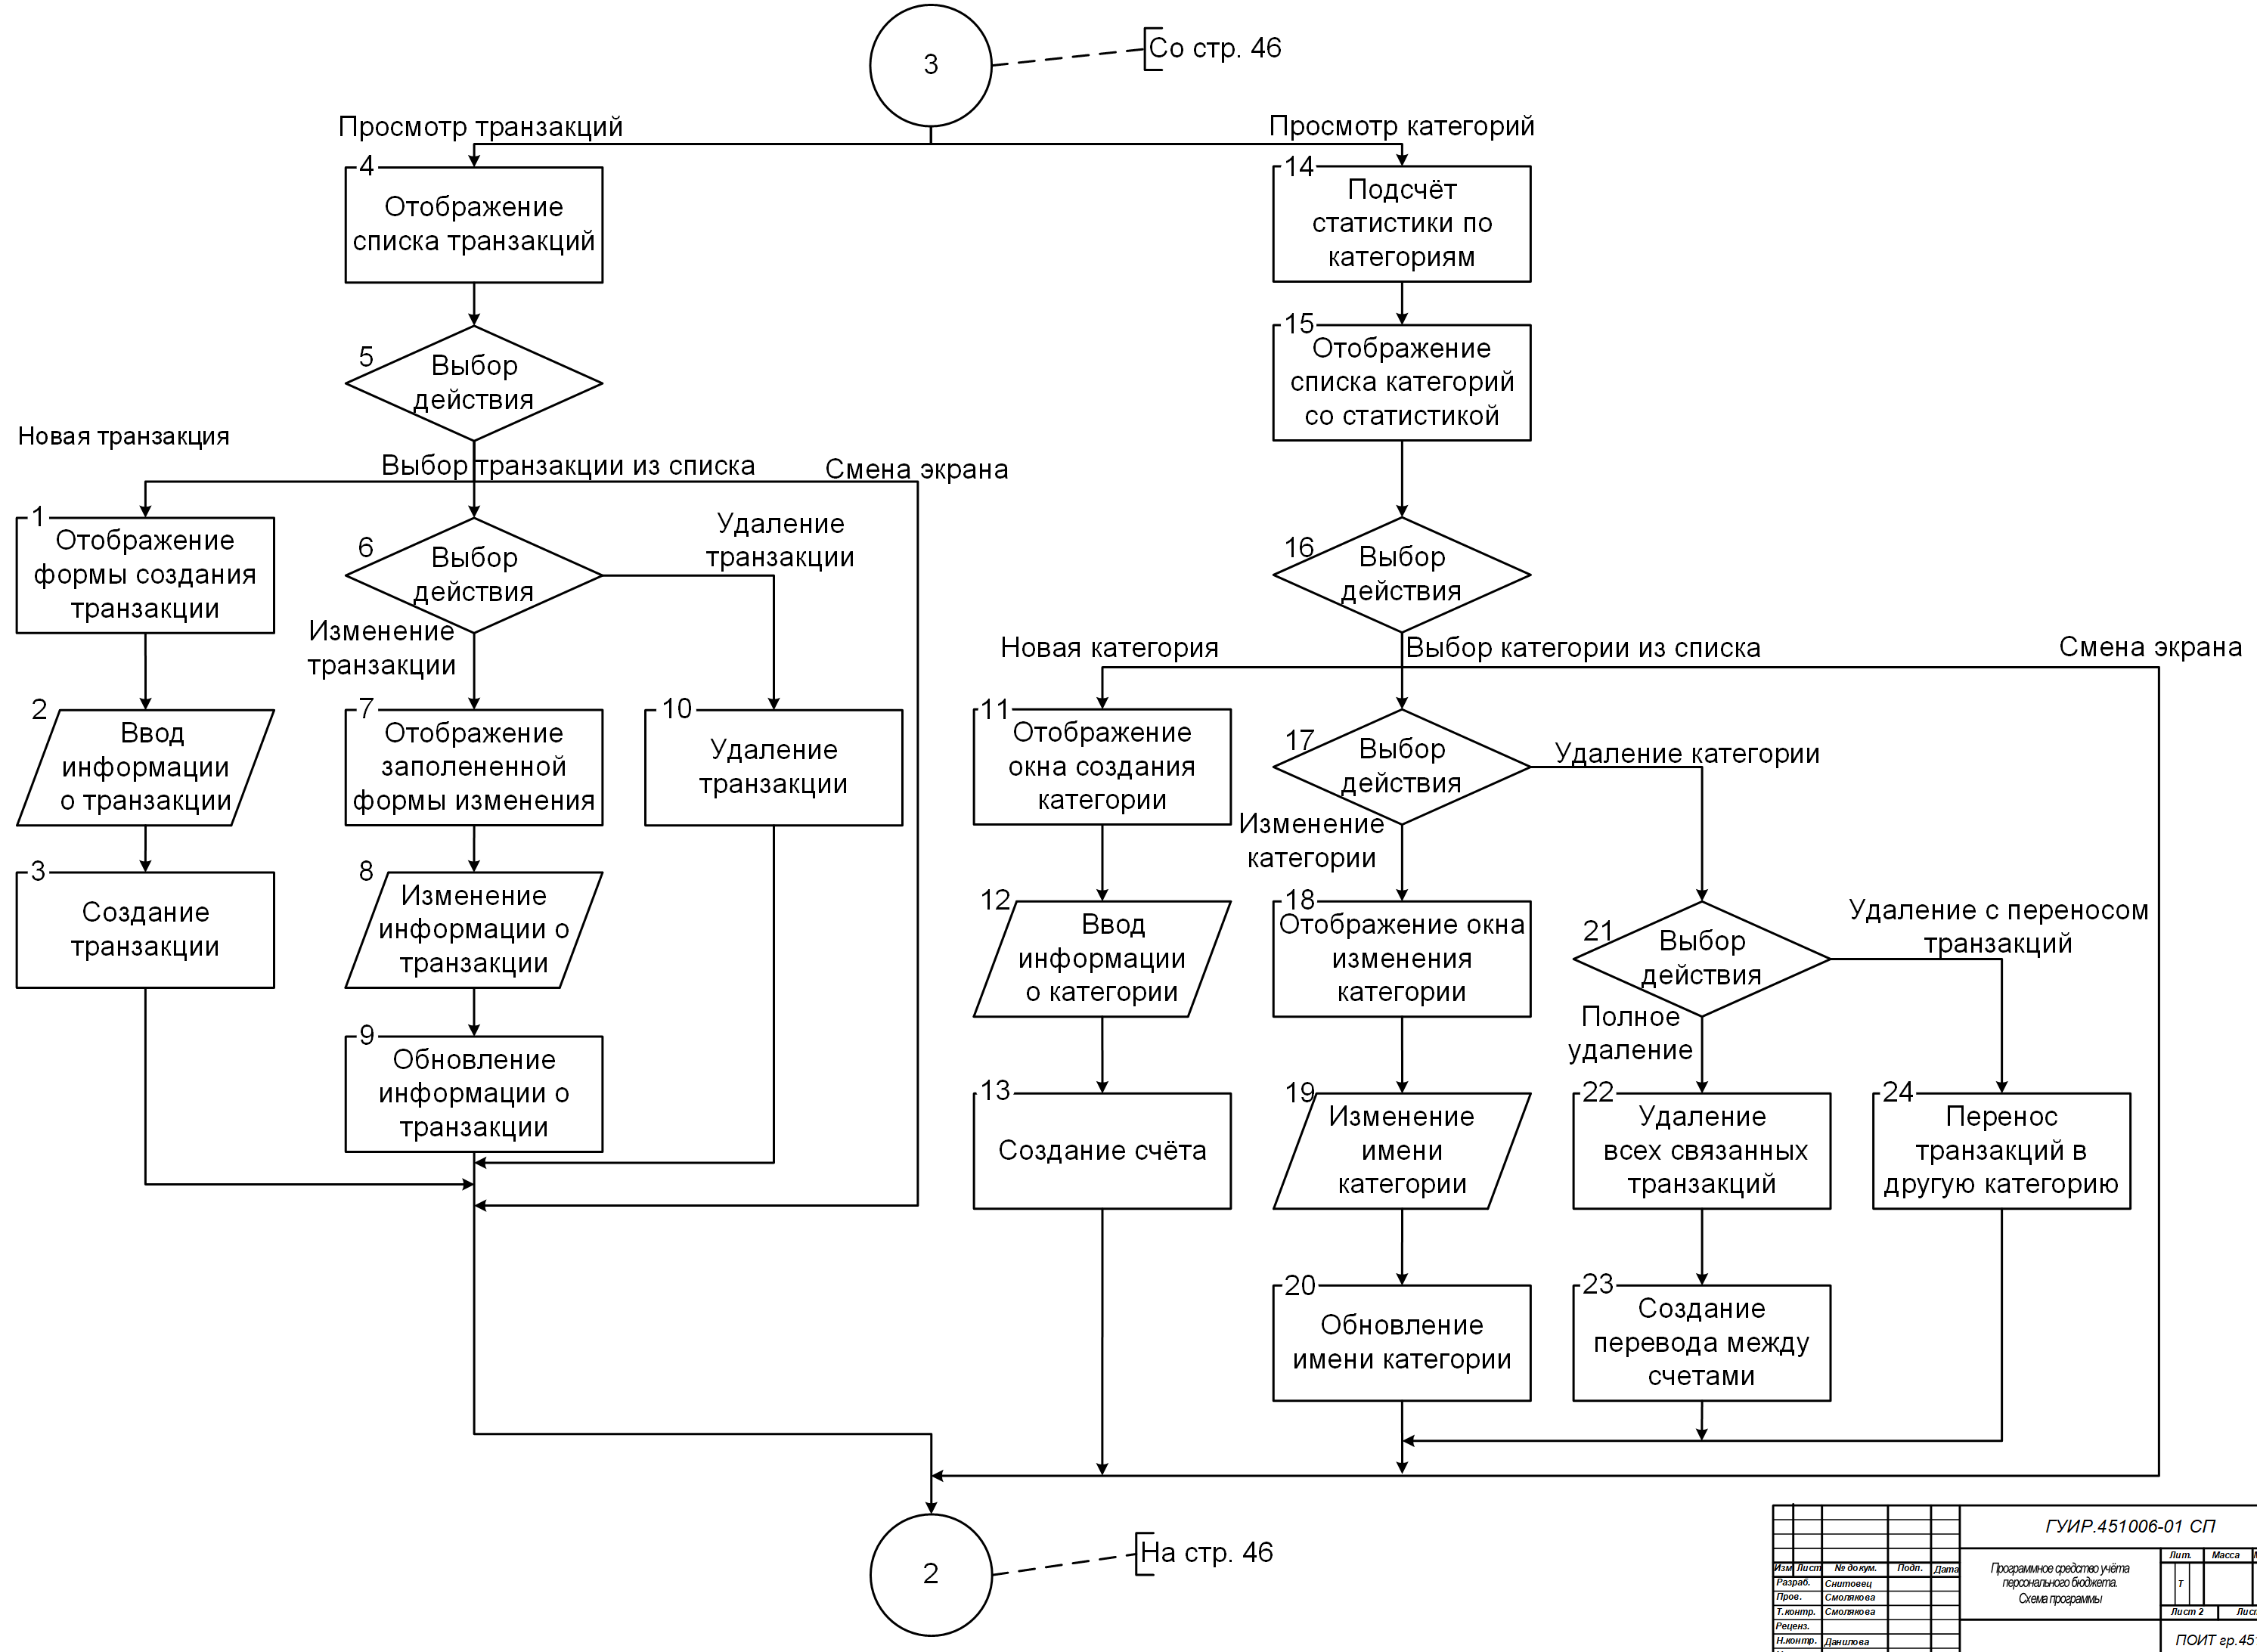 3
Со стр. 46
Просмотр транзакций
Просмотр категорий
4
Отображение
списка транзакций
14
Подсчёт
статистики по
категориям
5
Выбор
действия
15
Отображение
списка категорий
со статистикой
Новая транзакция
Выбор транзакции из списка
Смена экрана
1
Отображение
формы создания
транзакции
6
Выбор
действия
Удаление
транзакции
16
Выбор
действия
Изменение
транзакции
Новая категория
Выбор категории из списка
Смена экрана
2
Ввод
информации
о транзакции
7
Отображение
заполененной
формы изменения
10
Удаление
транзакции
11
Отображение
окна создания
категории
17
Выбор
действия
Удаление категории
Изменение
категории
3
Создание
транзакции
8
Изменение
информации о
транзакции
12
Ввод
информации
о категории
18
Отображение окна
изменения
категории
21
Выбор
действия
Удаление с переносом
транзакций
Полное
удаление
9
Обновление
информации о
транзакции
13
Создание счёта
19
Изменение
имени
категории
22
Удаление
всех связанных
транзакций
24
Перенос
транзакций в
другую категорию
20
Обновление
имени категории
23
Создание
перевода между
счетами
2
На стр. 46
ГУИР.451006-01 СП
Изм Лист № докум. Подп. Дата
Разраб. Снитовец
Пров. Смолякова
Т.контр. Смолякова
Реценз.
Н.контр. Данилова
Программное средство учёта
персонального бюджета.
Схема программы
Лит. Масса
Т
Лист 2
ПОИТ гр.45